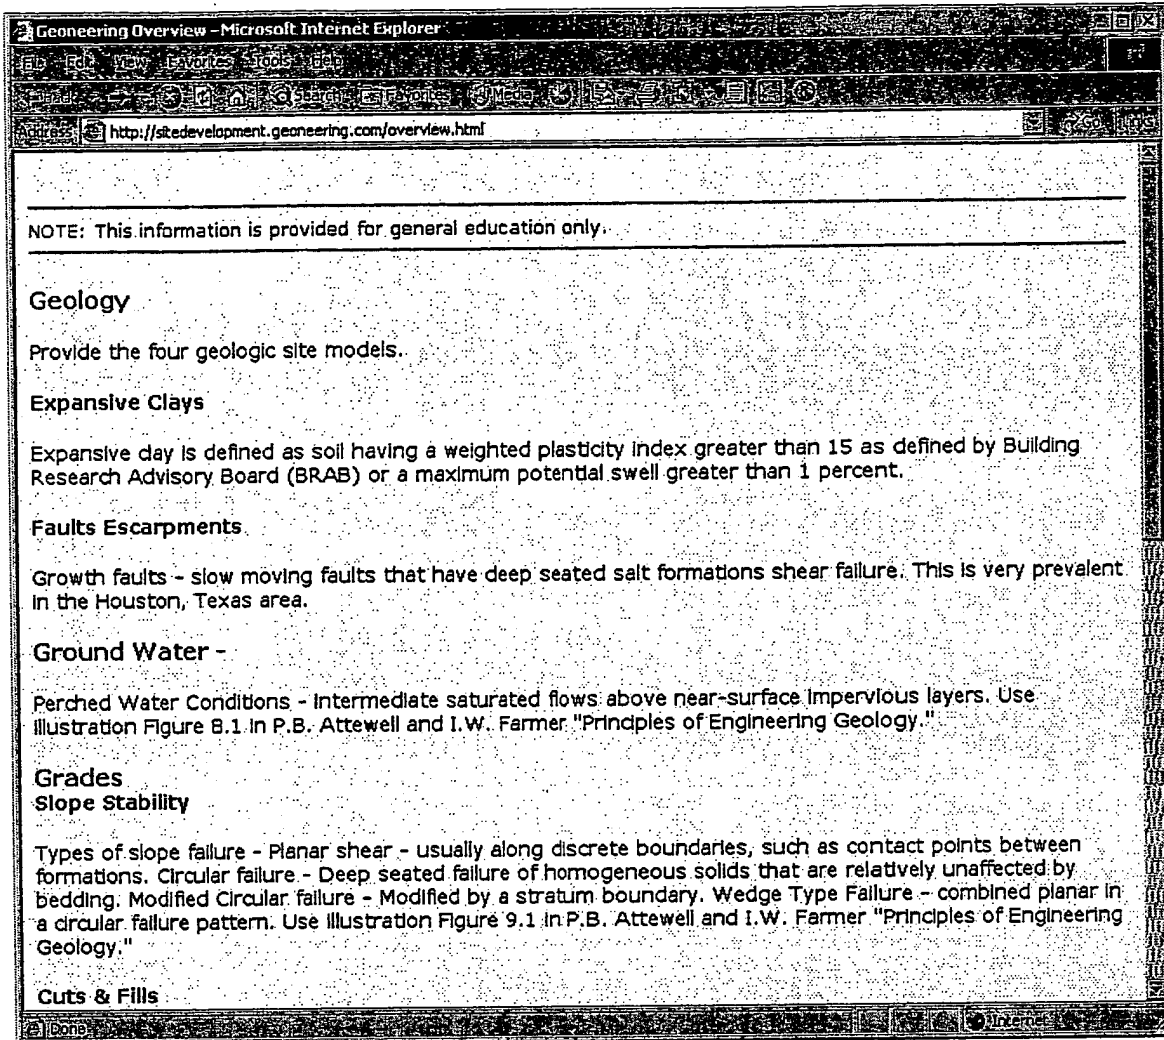 Geoneering Overview - Microsoft Internet Explorer
File Edit View Favorites Tools Help
Search Favorites Media
Address http://sitedevelopment.geoneering.com/overview.html Go Links
NOTE: This information is provided for general education only.
Geology
Provide the four geologic site models.
Expansive Clays
Expansive clay is defined as soil having a weighted plasticity index greater than 15 as defined by Building
Research Advisory Board (BRAB) or a maximum potential swell greater than 1 percent.
Faults Escarpments
Growth faults - slow moving faults that have deep seated salt formations shear failure. This is very prevalent
in the Houston, Texas area.
Ground Water -
Perched Water Conditions - Intermediate saturated flows above near-surface impervious layers. Use
illustration Figure 8.1 in P.B. Attewell and I.W. Farmer "Principles of Engineering Geology."
Grades
Slope Stability
Types of slope failure - Planar shear - usually along discrete boundaries, such as contact points between
formations. Circular failure - Deep seated failure of homogeneous solids that are relatively unaffected by
bedding. Modified Circular failure - Modified by a stratum boundary. Wedge Type Failure - combined planar in
a circular failure pattern. Use illustration Figure 9.1 in P.B. Attewell and I.W. Farmer "Principles of Engineering
Geology."
Cuts & Fills
Done Internet